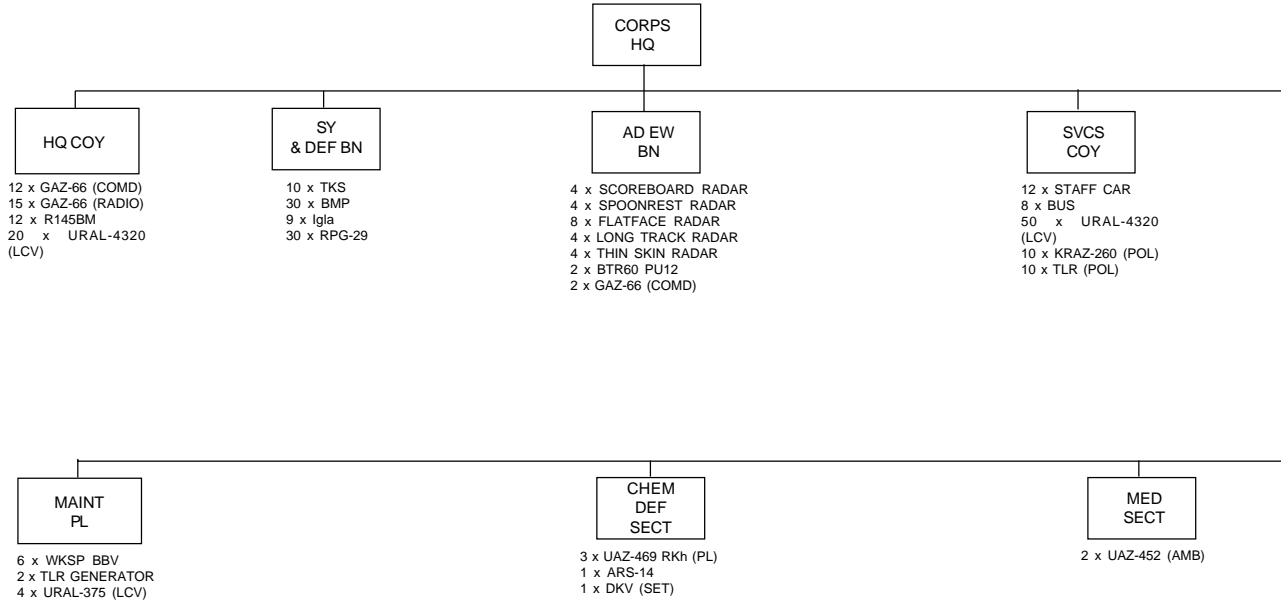 CORPS
HQ
HQ COY
12 x GAZ-66 (COMD)
15 x GAZ-66 (RADIO)
12 x R145BM
20 x URAL-4320
(LCV)
SY
& DEF BN
10 x TKS
30 x BMP
9 x Igla
30 x RPG-29
AD EW
BN
4 x SCOREBOARD RADAR
4 x SPOONREST RADAR
8 x FLATFACE RADAR
4 x LONG TRACK RADAR
4 x THIN SKIN RADAR
2 x BTR60 PU12
2 x GAZ-66 (COMD)
SVCS
COY
12 x STAFF CAR
8 x BUS
50 x URAL-4320
(LCV)
10 x KRAZ-260 (POL)
10 x TLR (POL)
MAINT
PL
6 x WKSP BBV
2 x TLR GENERATOR
4 x URAL-375 (LCV)
CHEM
DEF
SECT
3 x UAZ-469 RKh (PL)
1 x ARS-14
1 x DKV (SET)
MED
SECT
2 x UAZ-452 (AMB)